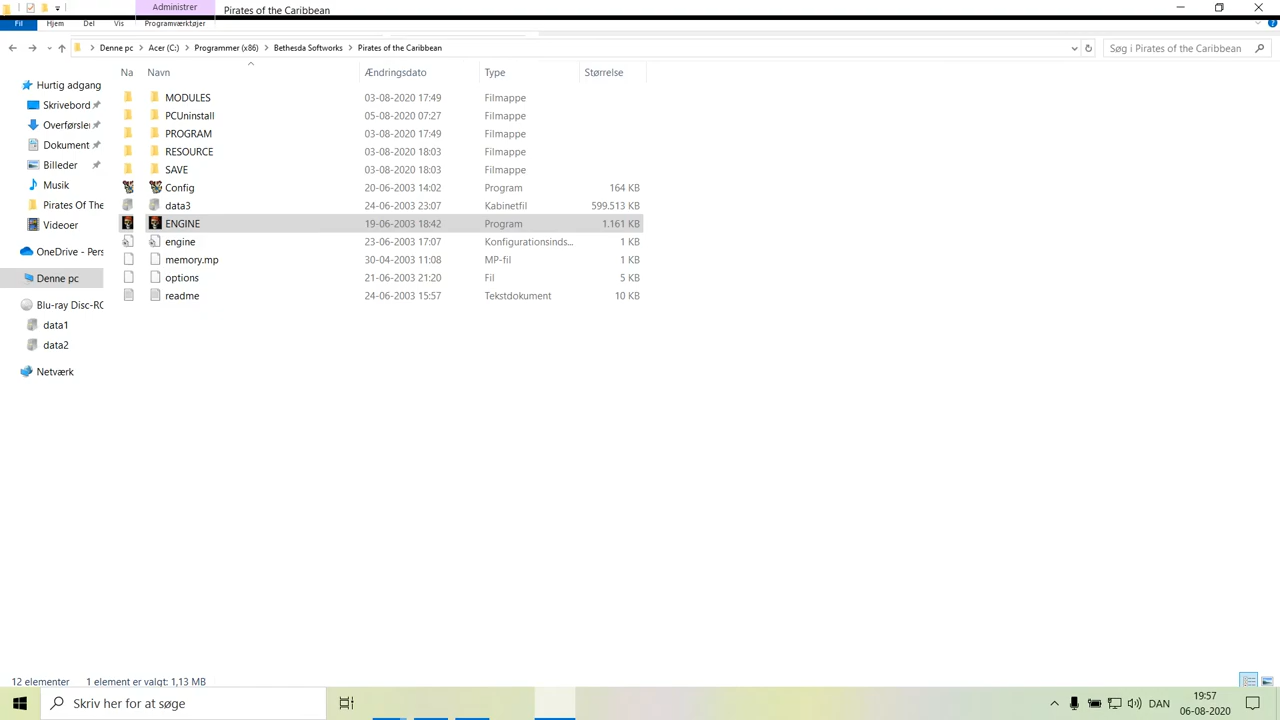 Administrer
Pirates of the Caribbean
Fil Hjem Del Vis Programværktøjer
Denne pc Acer (C:) Programmer (x86) Bethesda Softworks Pirates of the Caribbean
Søg i Pirates of the Caribbean
Na Navn Ændringsdato Type Størrelse
Hurtig adgang
Skrivebord
Overførsler
Dokument
Billeder
Musik
Pirates Of The
Videoer
OneDrive - Pers
Denne pc
Blu-ray Disc-RO
data1
data2
Netværk
MODULES 03-08-2020 17:49 Filmappe
PCUninstall 05-08-2020 07:27 Filmappe
PROGRAM 03-08-2020 17:49 Filmappe
RESOURCE 03-08-2020 18:03 Filmappe
SAVE 03-08-2020 18:03 Filmappe
Config 20-06-2003 14:02 Program 164 KB
data3 24-06-2003 23:07 Kabinetfil 599.513 KB
ENGINE 19-06-2003 18:42 Program 1.161 KB
engine 23-06-2003 17:07 Konfigurationsinds... 1 KB
memory.mp 30-04-2003 11:08 MP-fil 1 KB
options 21-06-2003 21:20 Fil 5 KB
readme 24-06-2003 15:57 Tekstdokument 10 KB
12 elementer 1 element er valgt: 1,13 MB
Skriv her for at søge
DAN
19:57
06-08-2020